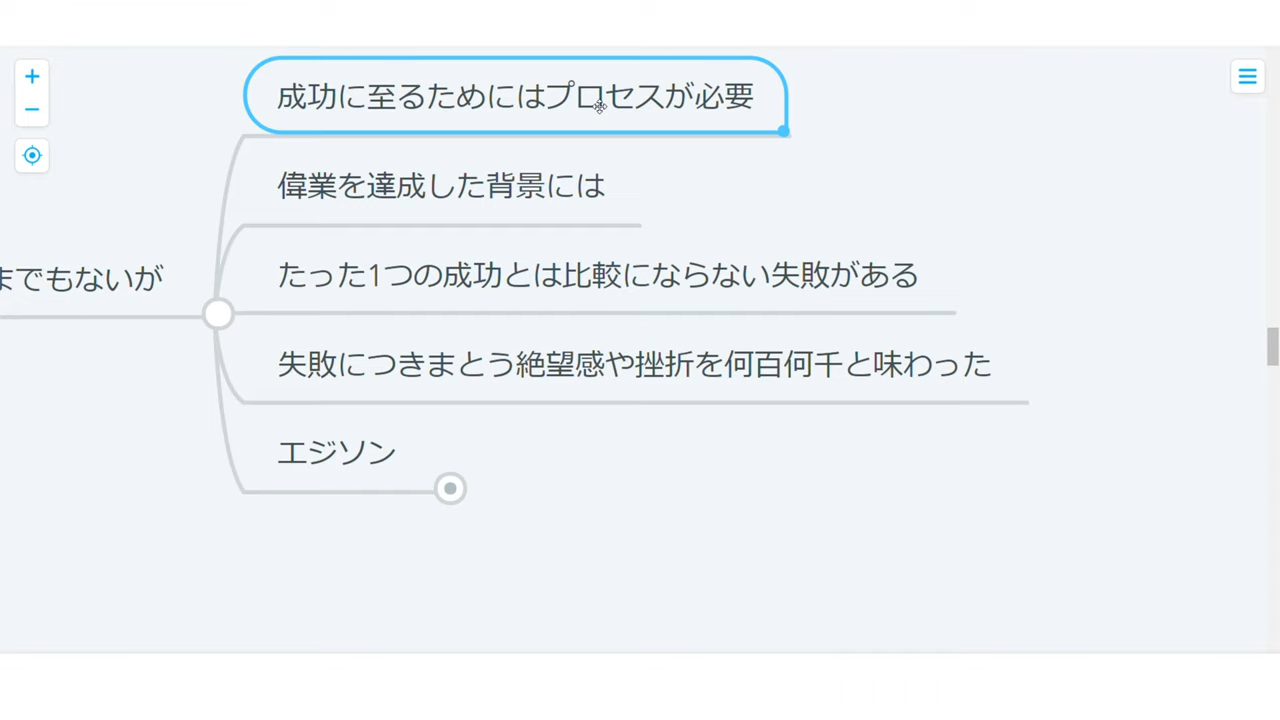 成功に至るためにはプロセスが必要
偉業を達成した背景には
たった1つの成功とは比較にならない失敗がある
までもないが
失敗につきまとう絶望感や挫折を何百何千と味わった
エジソン